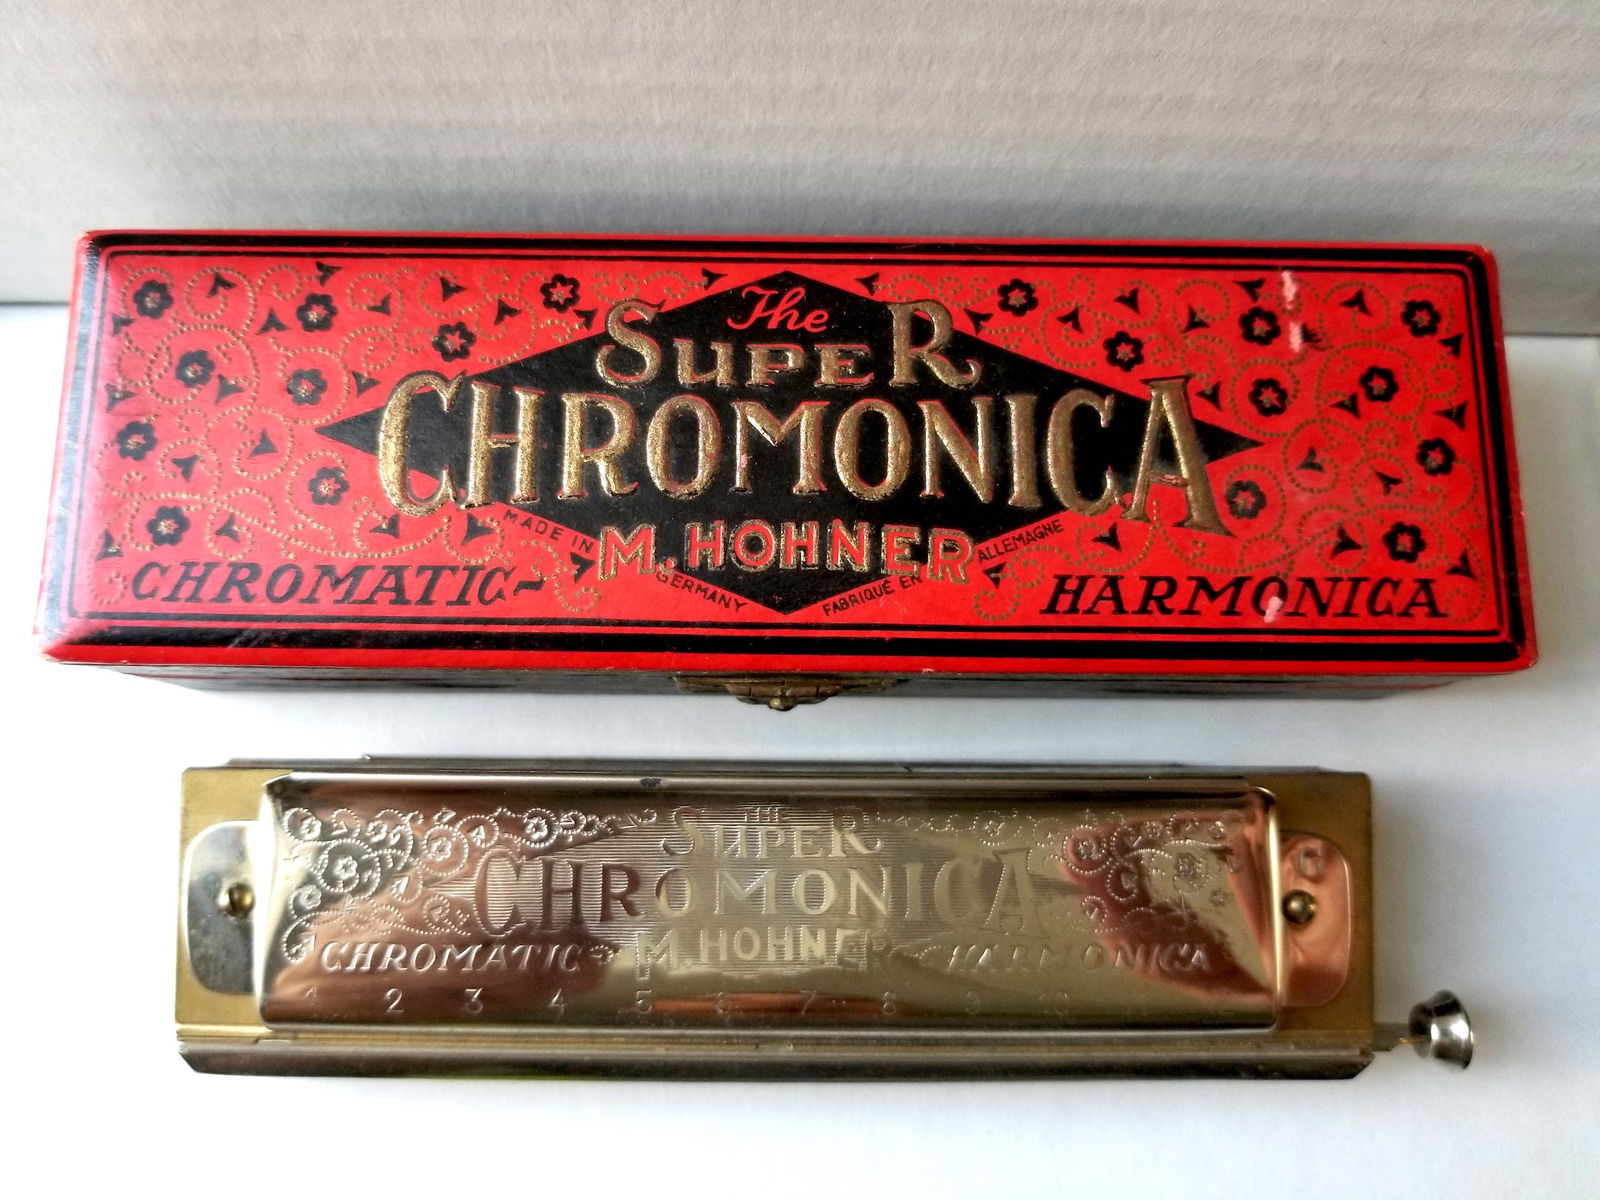 The
SUPER
CHROMONICA
MADE IN
GERMANY
M. HOHNER
FABRIQUÉ EN
ALLEMAGNE
CHROMATIC~
HARMONICA
THE
SUPER
CHROMONICA
CHROMATIC
M. HOHNER
HARMONICA
1 2 3 4 5 6 7 8 9 10